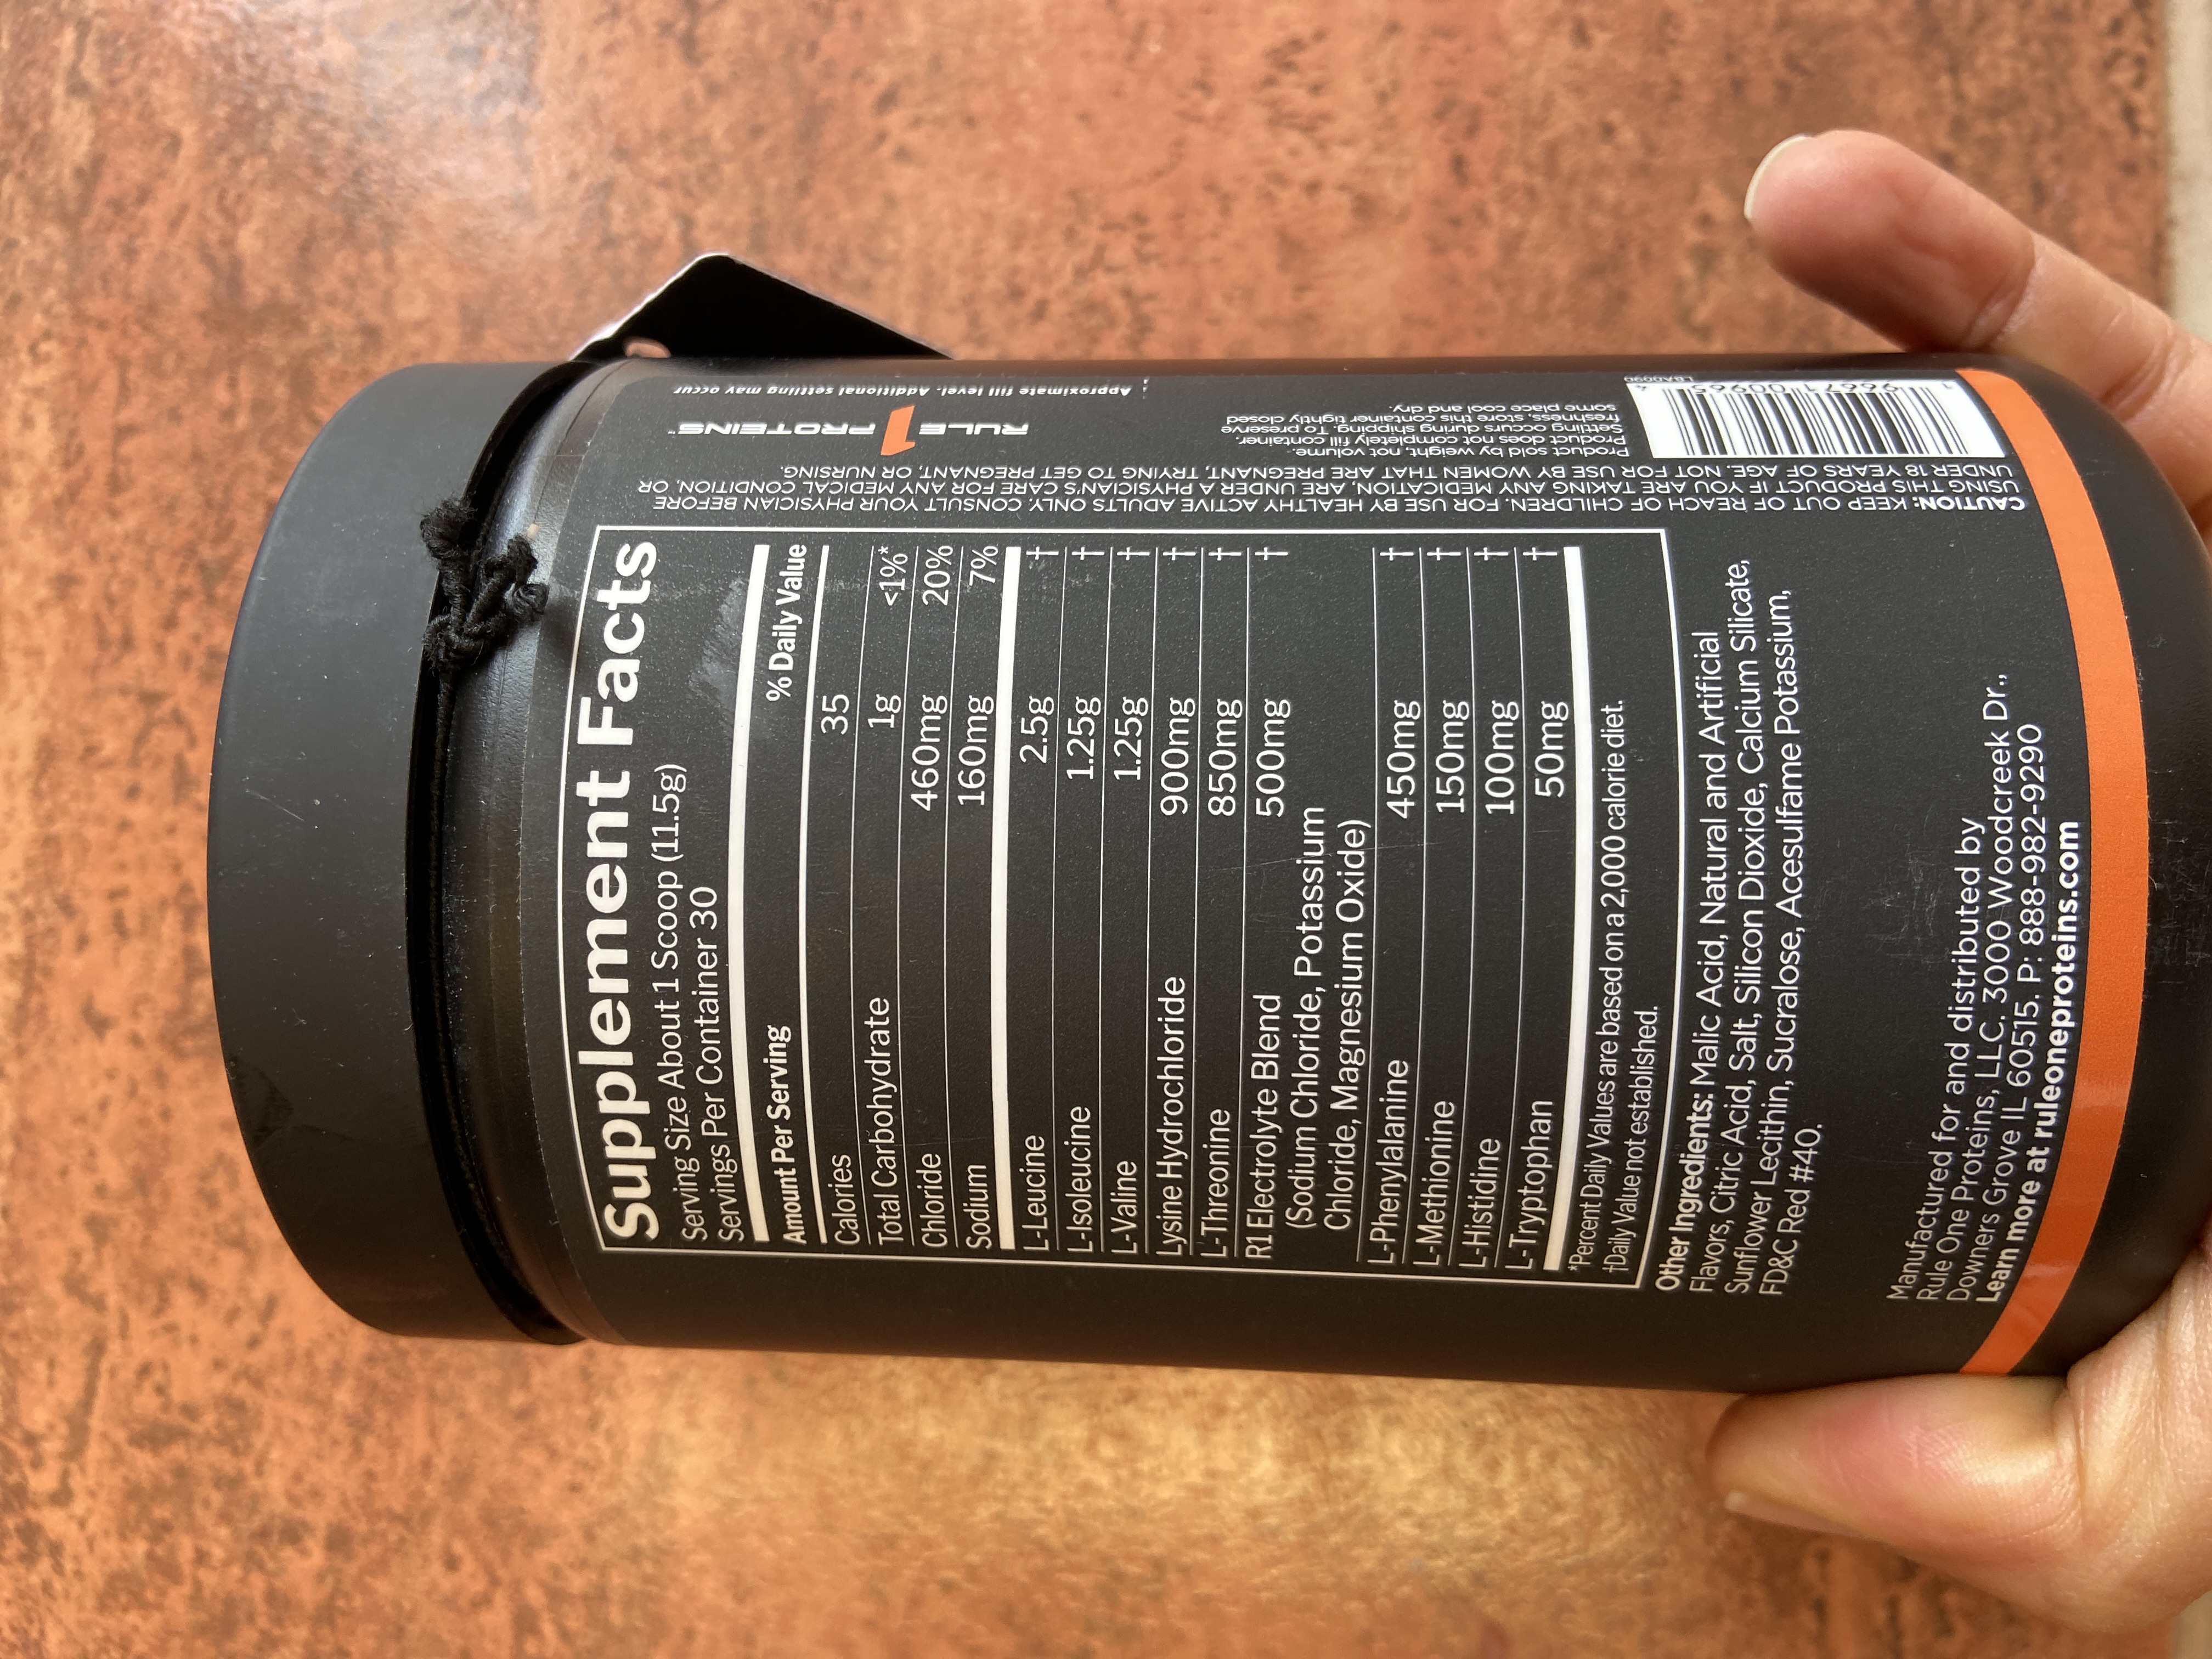 Supplement Facts
Serving Size About 1 Scoop (11.5g)
Servings Per Container 30
Amount Per Serving % Daily Value
Calories 35
Total Carbohydrate 1g <1%*
Chloride 460mg 20%
Sodium 160mg 7%
L-Leucine 2.5g †
L-Isoleucine 1.25g †
L-Valine 1.25g †
Lysine Hydrochloride 900mg †
L-Threonine 850mg †
R1 Electrolyte Blend 500mg †
(Sodium Chloride, Potassium
Chloride, Magnesium Oxide)
L-Phenylalanine 450mg †
L-Methionine 150mg †
L-Histidine 100mg †
L-Tryptophan 50mg †
*Percent Daily Values are based on a 2,000 calorie diet.
†Daily Value not established.
Other Ingredients: Malic Acid, Natural and Artificial
Flavors, Citric Acid, Salt, Silicon Dioxide, Calcium Silicate,
Sunflower Lecithin, Sucralose, Acesulfame Potassium,
FD&C Red #40.
Manufactured for and distributed by
Rule One Proteins, LLC. 3000 Woodcreek Dr.,
Downers Grove IL 60515. P: 888-982-9290
Learn more at ruleoneproteins.com
CAUTION: KEEP OUT OF REACH OF CHILDREN. FOR USE BY HEALTHY ACTIVE ADULTS ONLY. CONSULT YOUR PHYSICIAN BEFORE
USING THIS PRODUCT IF YOU ARE TAKING ANY MEDICATION, ARE UNDER A PHYSICIAN'S CARE FOR ANY MEDICAL CONDITION, OR
UNDER 18 YEARS OF AGE. NOT FOR USE BY WOMEN THAT ARE PREGNANT, TRYING TO GET PREGNANT, OR NURSING.
Product sold by weight, not volume.
Product does not completely fill container.
Settling occurs during shipping. To preserve
freshness, store this container tightly closed
some place cool and dry.
RULE 1 PROTEINS™
Approximate fill level. Additional settling may occur
LBA0090